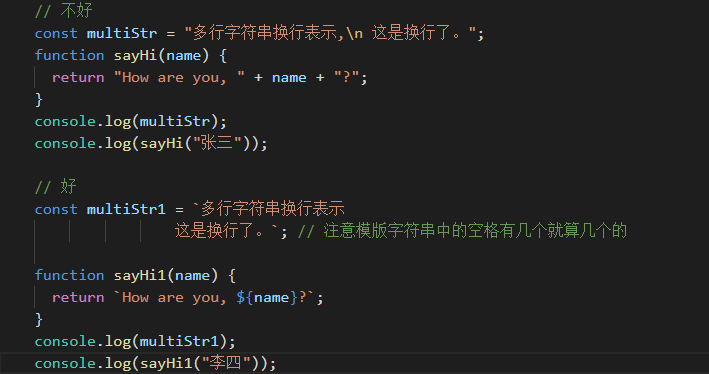 // 不好
const multiStr = "多行字符串换行表示,\n 这是换行了。";
function sayHi(name) {
  return "How are you, " + name + "?";
}
console.log(multiStr);
console.log(sayHi("张三"));

// 好
const multiStr1 = `多行字符串换行表示
                  这是换行了。`; // 注意模版字符串中的空格有几个就算几个的

function sayHi1(name) {
  return `How are you, ${name}?`;
}
console.log(multiStr1);
console.log(sayHi1("李四"));